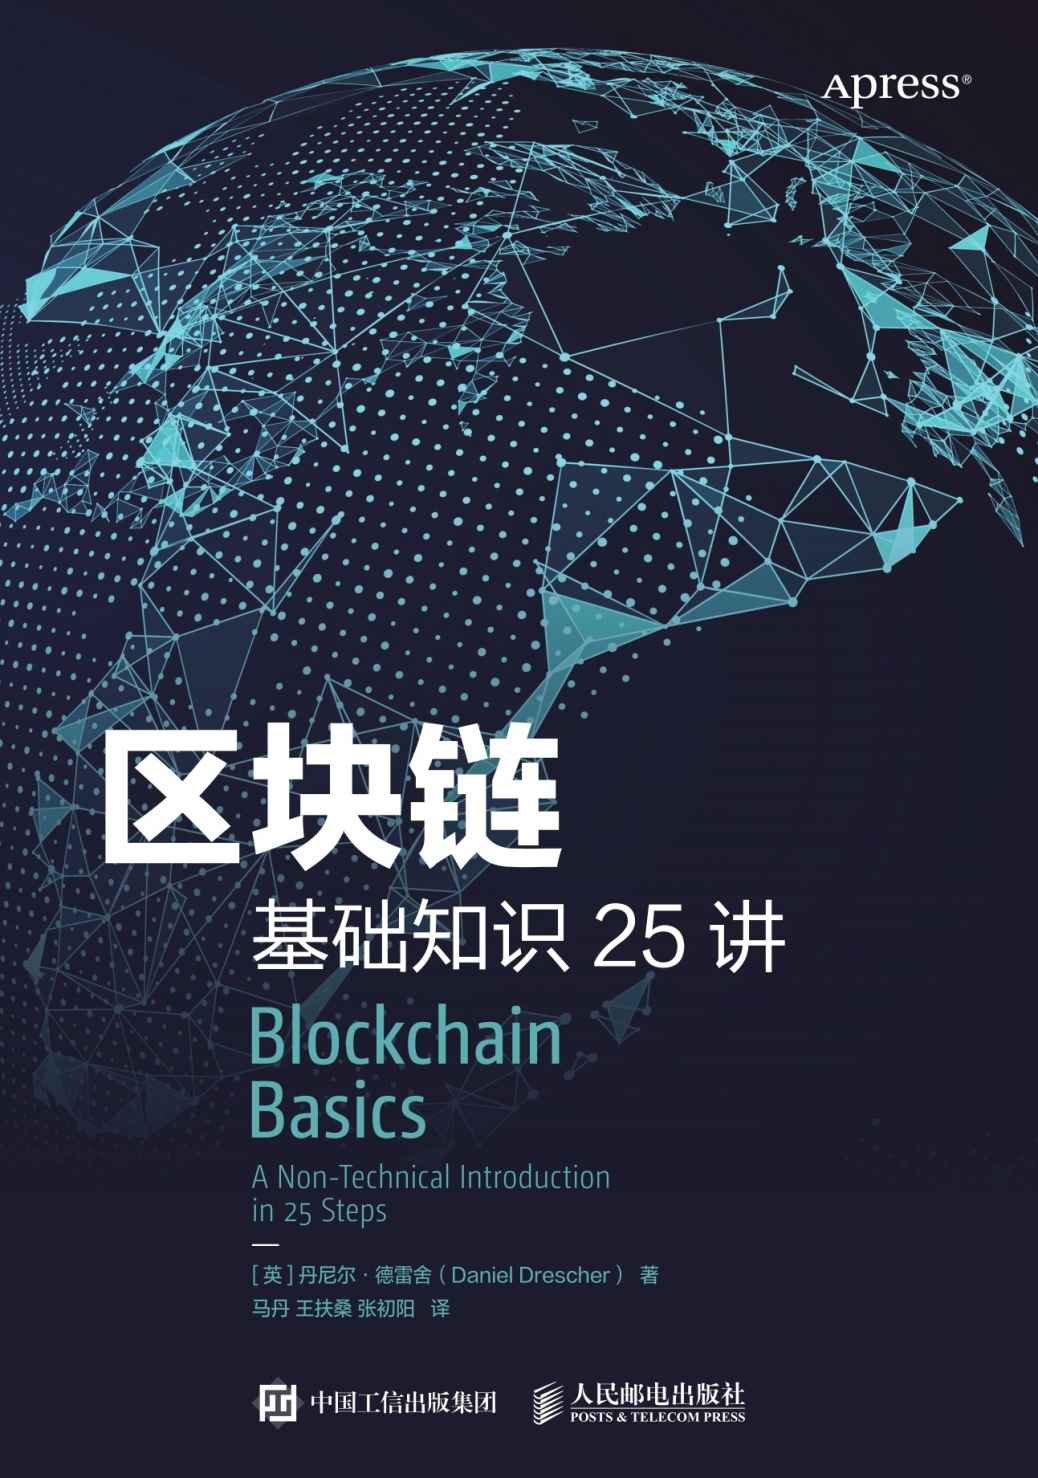 Apress®
区块链
基础知识 25 讲
Blockchain
Basics
A Non-Technical Introduction
in 25 Steps
[ 英 ] 丹尼尔 · 德雷舍（Daniel Drescher） 著
马丹 王扶桑 张初阳 译
中国工信出版集团
人民邮电出版社
POSTS & TELECOM PRESS